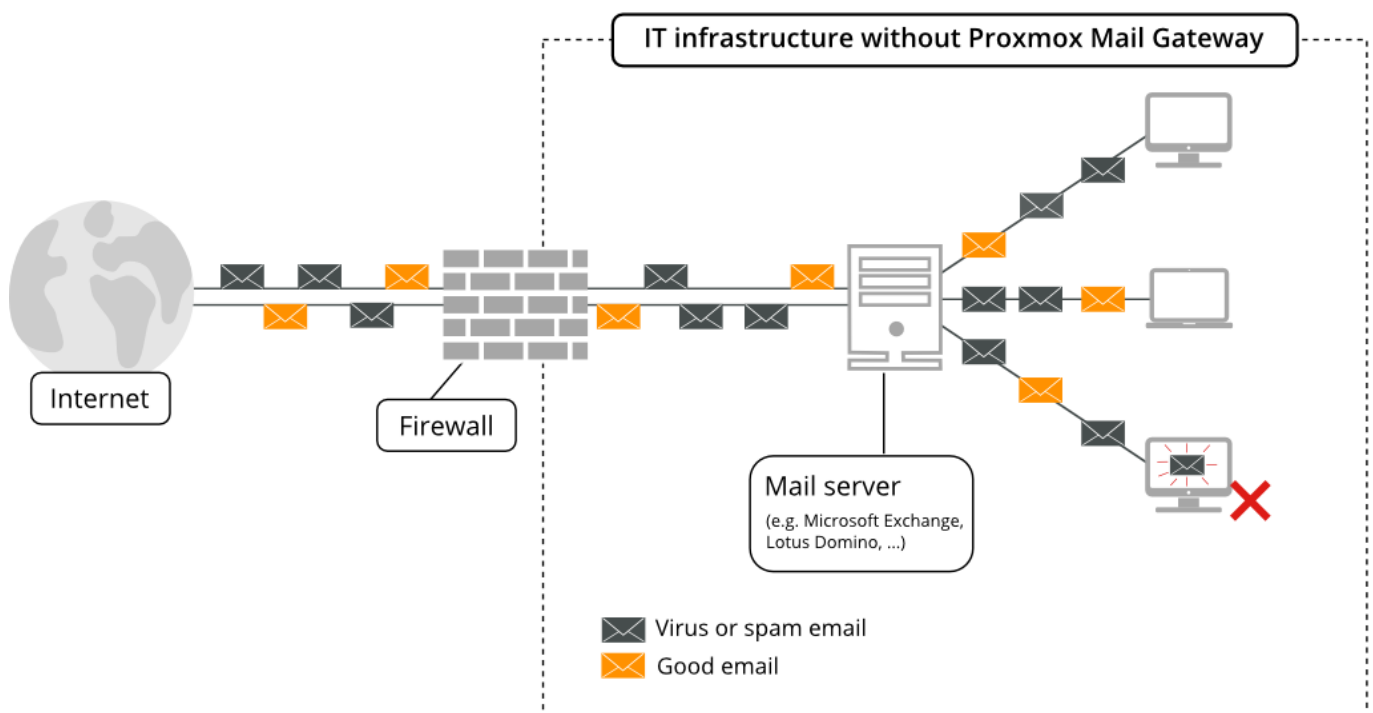 IT infrastructure without Proxmox Mail Gateway
Internet
Firewall
Mail server
(e.g. Microsoft Exchange,
Lotus Domino, ...)
Virus or spam email
Good email